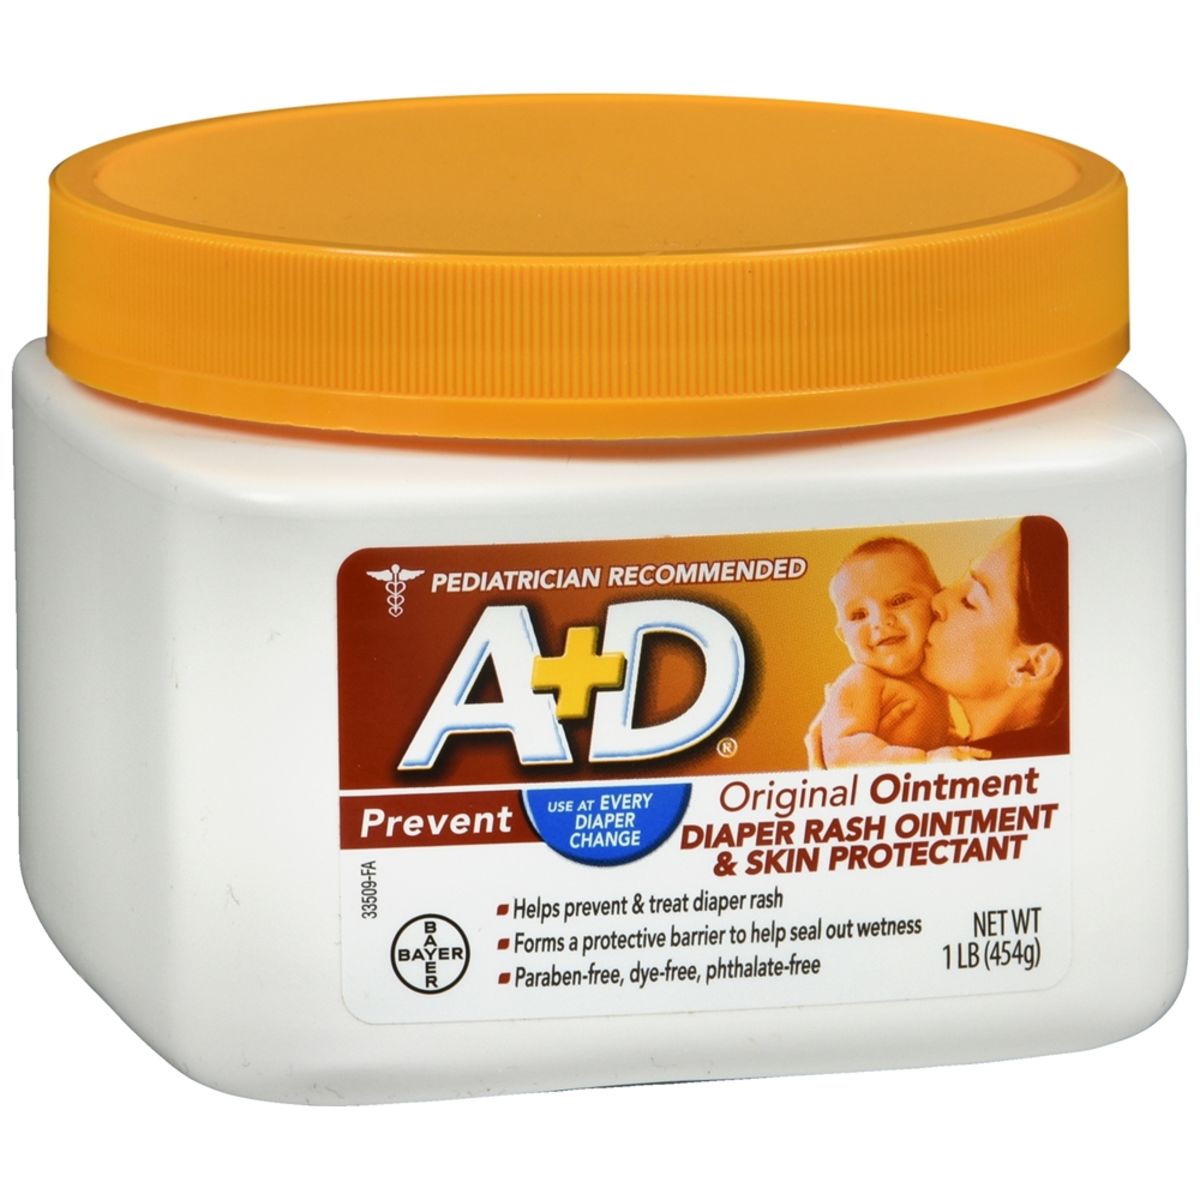 PEDIATRICIAN RECOMMENDED
A+D®
Prevent
USE AT EVERY
DIAPER
CHANGE
Original Ointment
DIAPER RASH OINTMENT
& SKIN PROTECTANT
33509-FA
BAYER
BAYER
▪ Helps prevent & treat diaper rash
▪ Forms a protective barrier to help seal out wetness
▪ Paraben-free, dye-free, phthalate-free
NET WT
1 LB (454g)